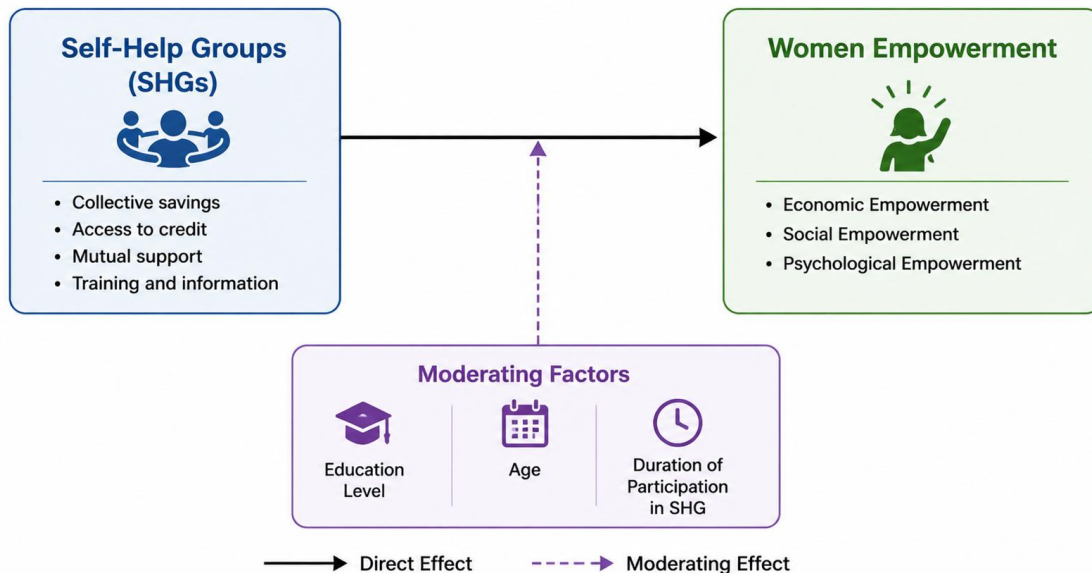 Self-Help Groups
(SHGs)
• Collective savings
• Access to credit
• Mutual support
• Training and information
Women Empowerment
• Economic Empowerment
• Social Empowerment
• Psychological Empowerment
Moderating Factors
Education
Level
Age
Duration of
Participation
in SHG
Direct Effect
Moderating Effect